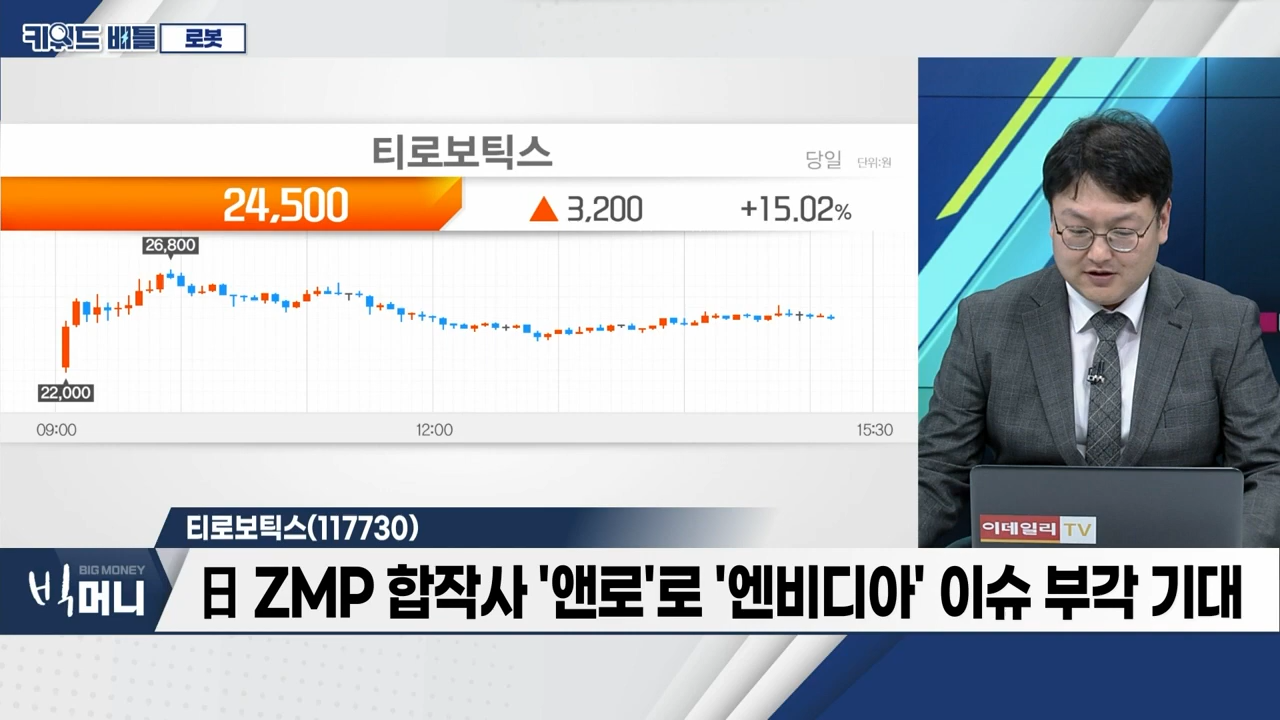 키워드 배틀 로봇
티로보틱스
당일 단위:원
24,500 ▲ 3,200 +15.02%
26,800
22,000
09:00 12:00 15:30
이데일리 TV
티로보틱스(117730)
BIG MONEY
빅머니
日 ZMP 합작사 '앤로'로 '엔비디아' 이슈 부각 기대